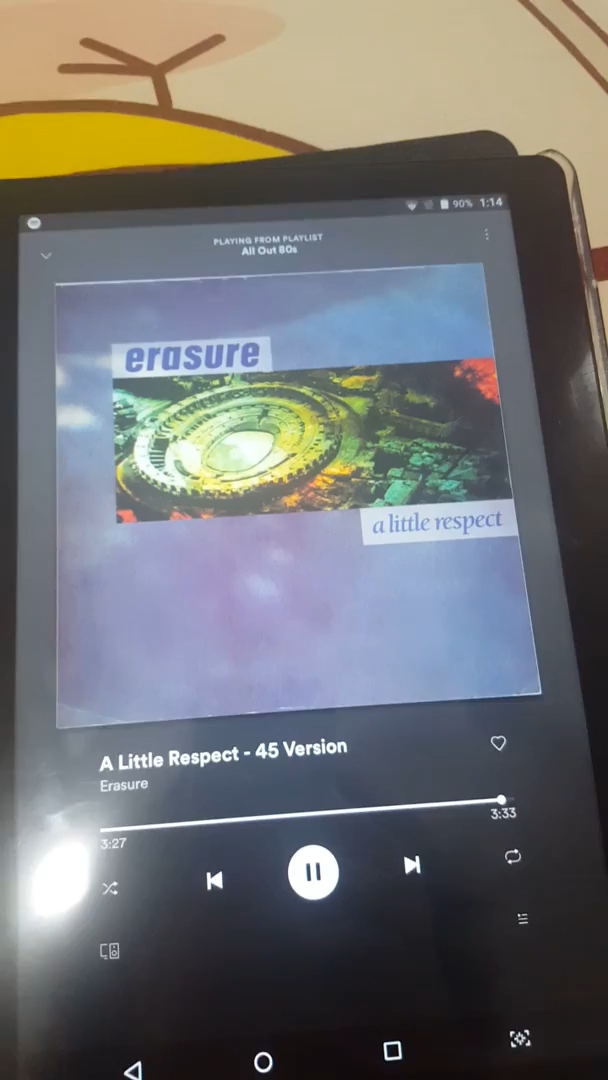 90% 1:14
PLAYING FROM PLAYLIST
All Out 80s
erasure
a little respect
A Little Respect - 45 Version
Erasure
3:27
3:33